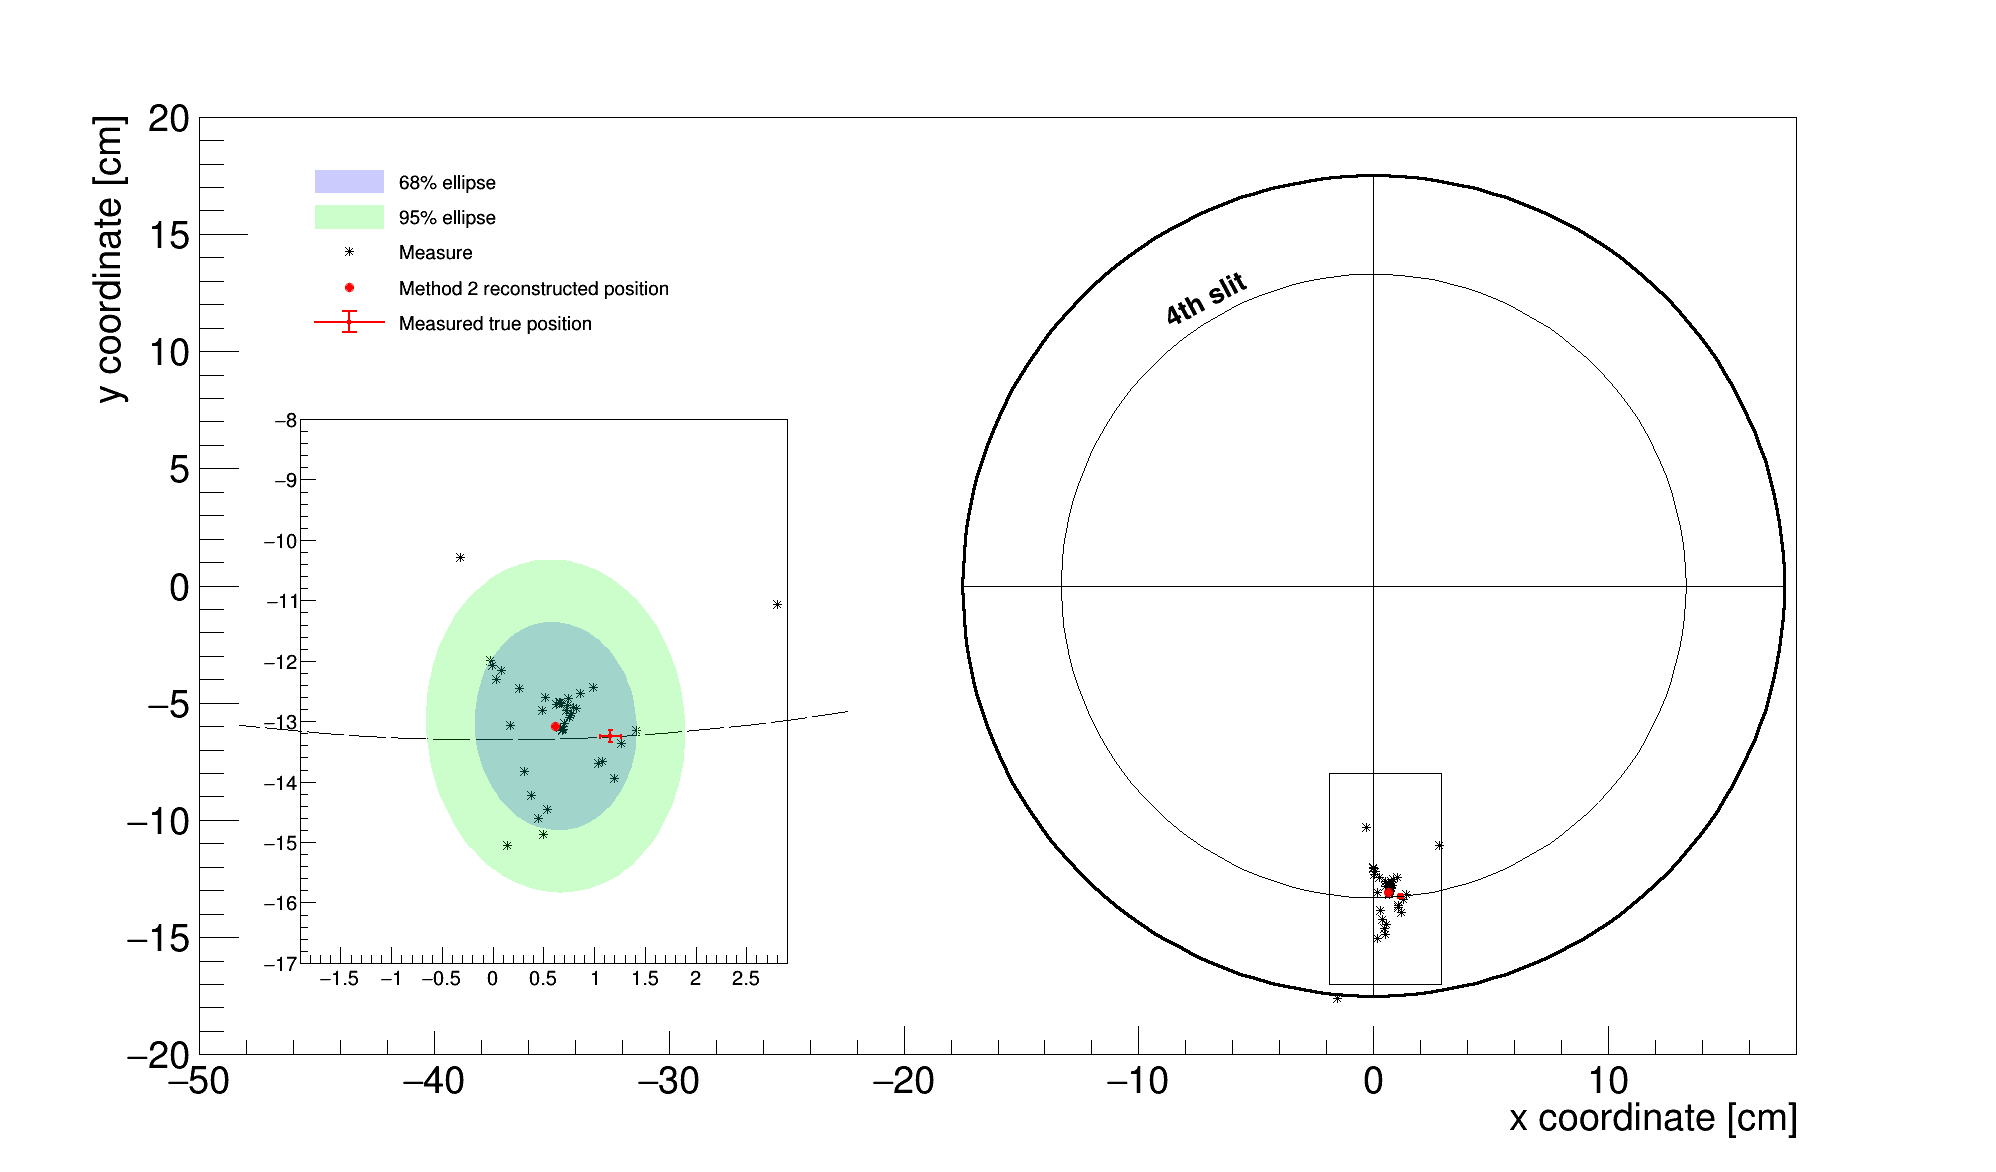 y coordinate [cm]
20
15
10
5
0
−5
−10
−15
−20
68% ellipse
95% ellipse
Measure
Method 2 reconstructed position
Measured true position
4th slit
−8
−9
−10
−11
−12
−13
−14
−15
−16
−17
−1.5 −1 −0.5 0 0.5 1 1.5 2 2.5
−50 −40 −30 −20 −10 0 10
x coordinate [cm]